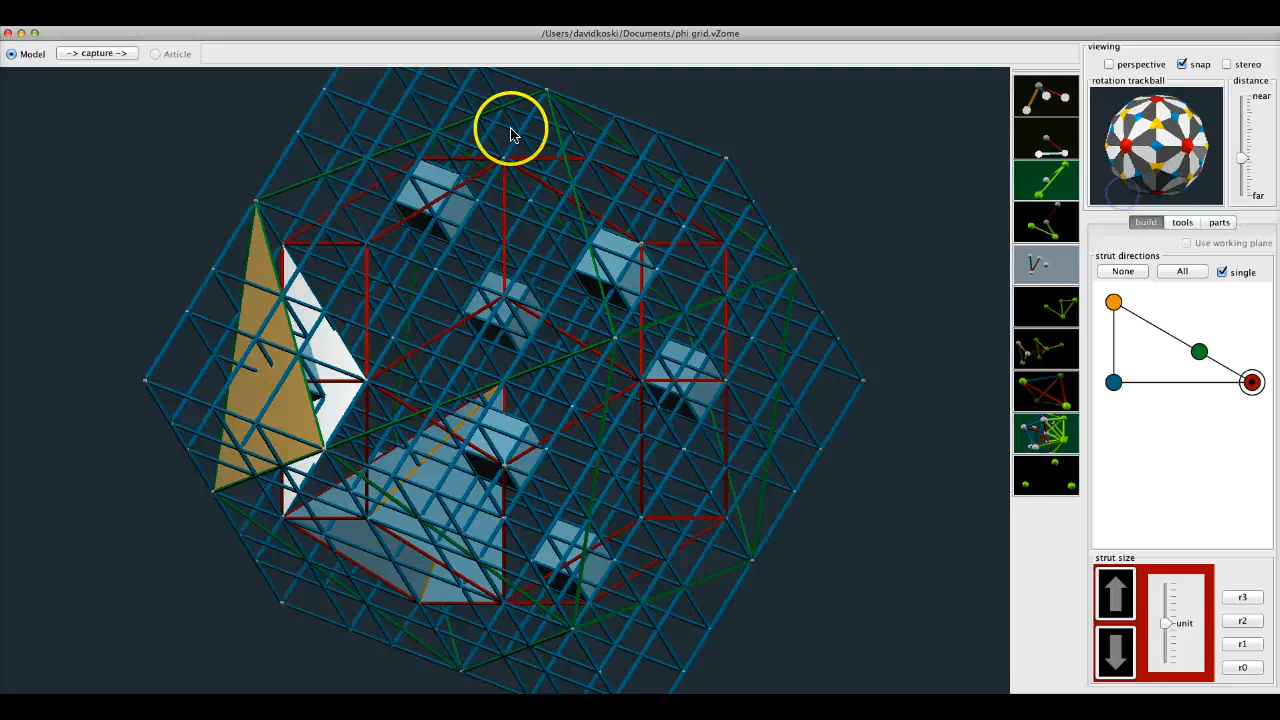 /Users/davidkoski/Documents/phi grid.vZome
Model
-> capture ->
Article
viewing
perspective
snap
stereo
rotation trackball
distance
near
far
build
tools
parts
Use working plane
strut directions
None
All
single
strut size
unit
r3
r2
r1
r0